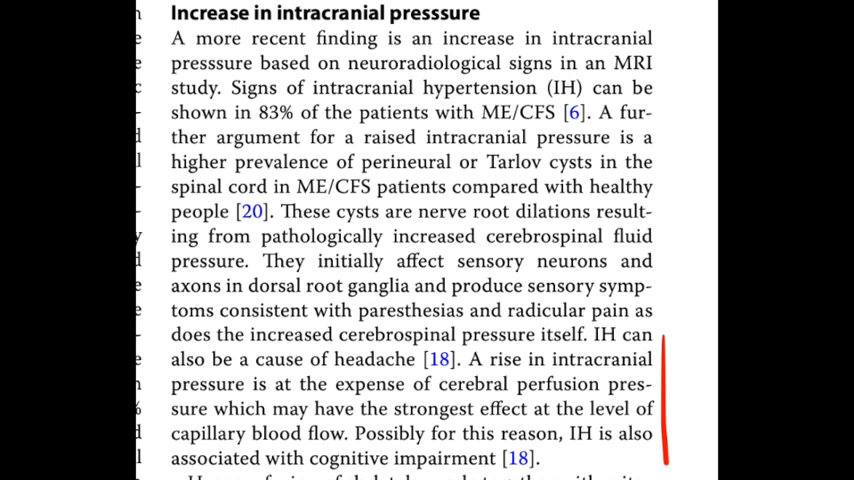 Increase in intracranial presssure
A more recent finding is an increase in intracranial
presssure based on neuroradiological signs in an MRI
study. Signs of intracranial hypertension (IH) can be
shown in 83% of the patients with ME/CFS [6]. A fur-
ther argument for a raised intracranial pressure is a
higher prevalence of perineural or Tarlov cysts in the
spinal cord in ME/CFS patients compared with healthy
people [20]. These cysts are nerve root dilations result-
ing from pathologically increased cerebrospinal fluid
pressure. They initially affect sensory neurons and
axons in dorsal root ganglia and produce sensory symp-
toms consistent with paresthesias and radicular pain as
does the increased cerebrospinal pressure itself. IH can
also be a cause of headache [18]. A rise in intracranial
pressure is at the expense of cerebral perfusion pres-
sure which may have the strongest effect at the level of
capillary blood flow. Possibly for this reason, IH is also
associated with cognitive impairment [18].